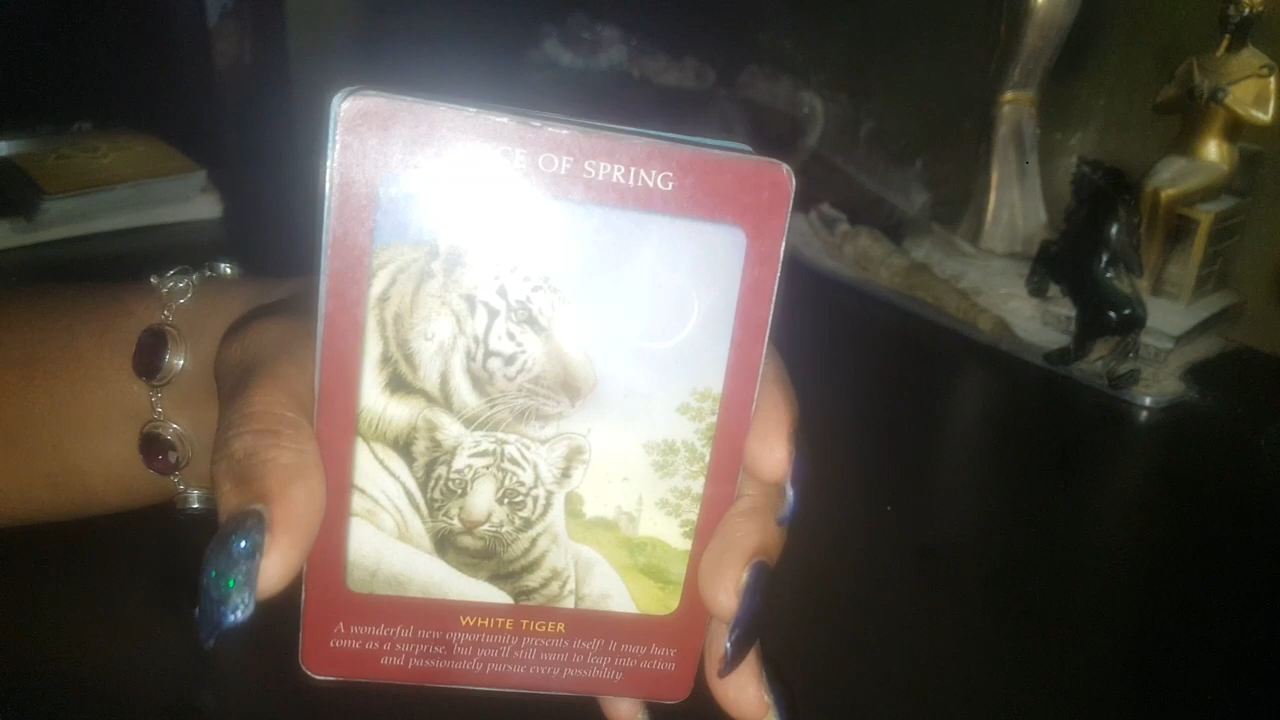 CE OF SPRING
WHITE TIGER
A wonderful new opportunity presents itself! It may have
come as a surprise, but you'll still want to leap into action
and passionately pursue every possibility.